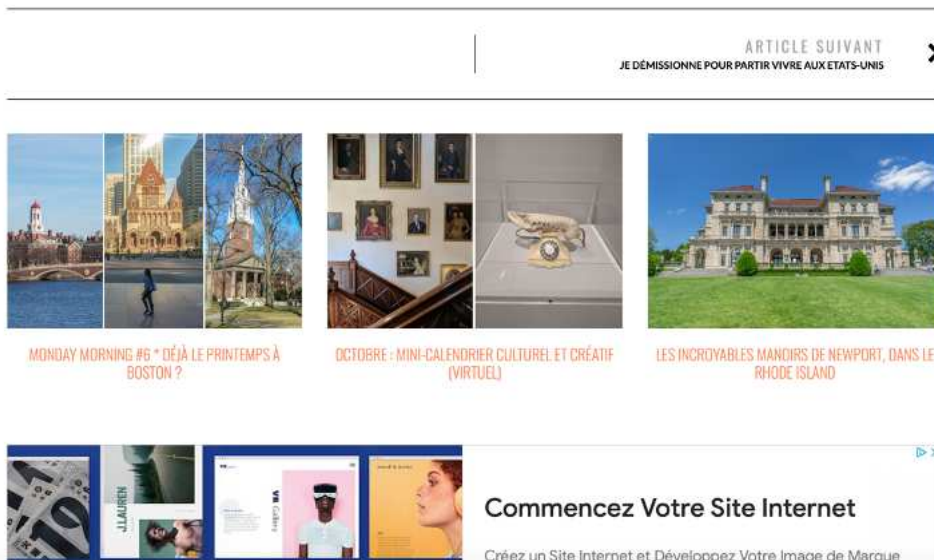 ARTICLE SUIVANT
JE DÉMISSIONNE POUR PARTIR VIVRE AUX ETATS-UNIS
MONDAY MORNING #6 * DÉJÀ LE PRINTEMPS À
BOSTON ?
OCTOBRE : MINI-CALENDRIER CULTUREL ET CRÉATIF
(VIRTUEL)
LES INCROYABLES MANOIRS DE NEWPORT, DANS LE
RHODE ISLAND
J.LAUREN
VR Gallery
Commencez Votre Site Internet
Créez un Site Internet et Développez Votre Image de Marque